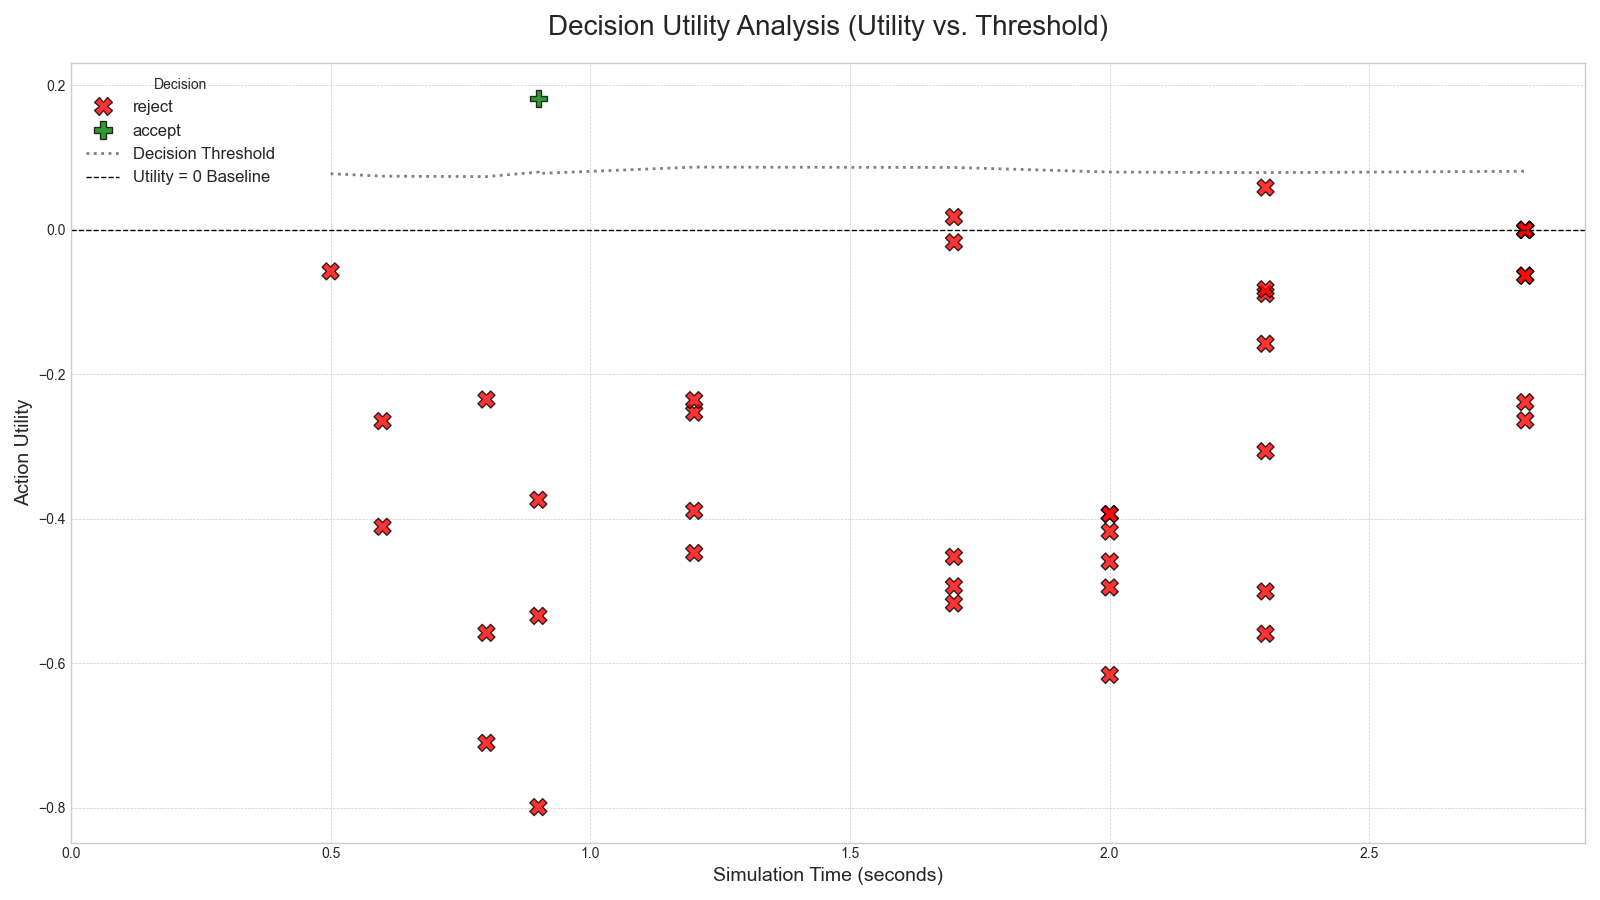 Decision Utility Analysis (Utility vs. Threshold)
Decision
reject
accept
Decision Threshold
Utility = 0 Baseline
0.2
0.0
−0.2
−0.4
−0.6
−0.8
Action Utility
0.0 0.5 1.0 1.5 2.0 2.5
Simulation Time (seconds)